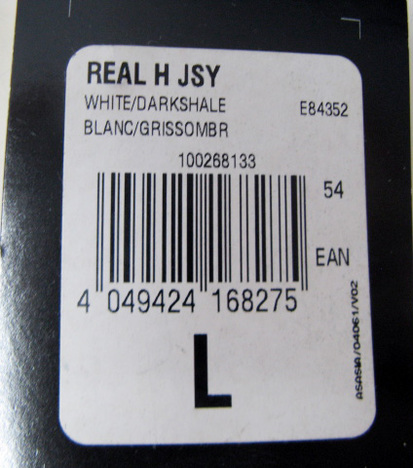 REAL H JSY
WHITE/DARKSHALE E84352
BLANC/GRISSOMBR
100268133
54
EAN
4 049424 168275
L
ASASIA/04061/V02